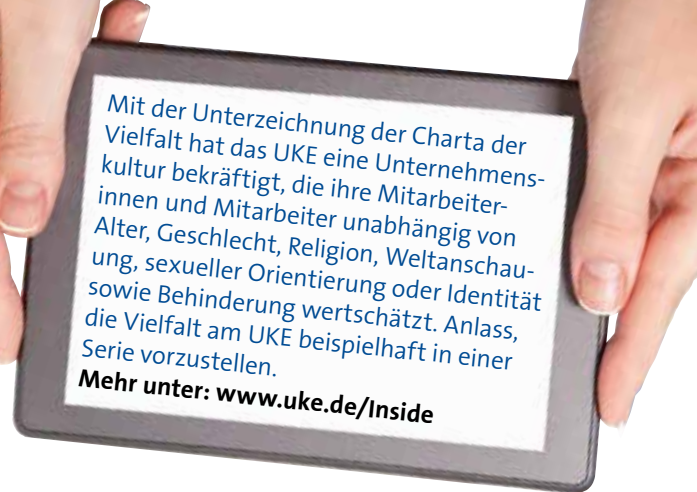 Mit der Unterzeichnung der Charta der
Vielfalt hat das UKE eine Unternehmens-
kultur bekräftigt, die ihre Mitarbeiter-
innen und Mitarbeiter unabhängig von
Alter, Geschlecht, Religion, Weltanschau-
ung, sexueller Orientierung oder Identität
sowie Behinderung wertschätzt. Anlass,
die Vielfalt am UKE beispielhaft in einer
Serie vorzustellen.
Mehr unter: www.uke.de/Inside